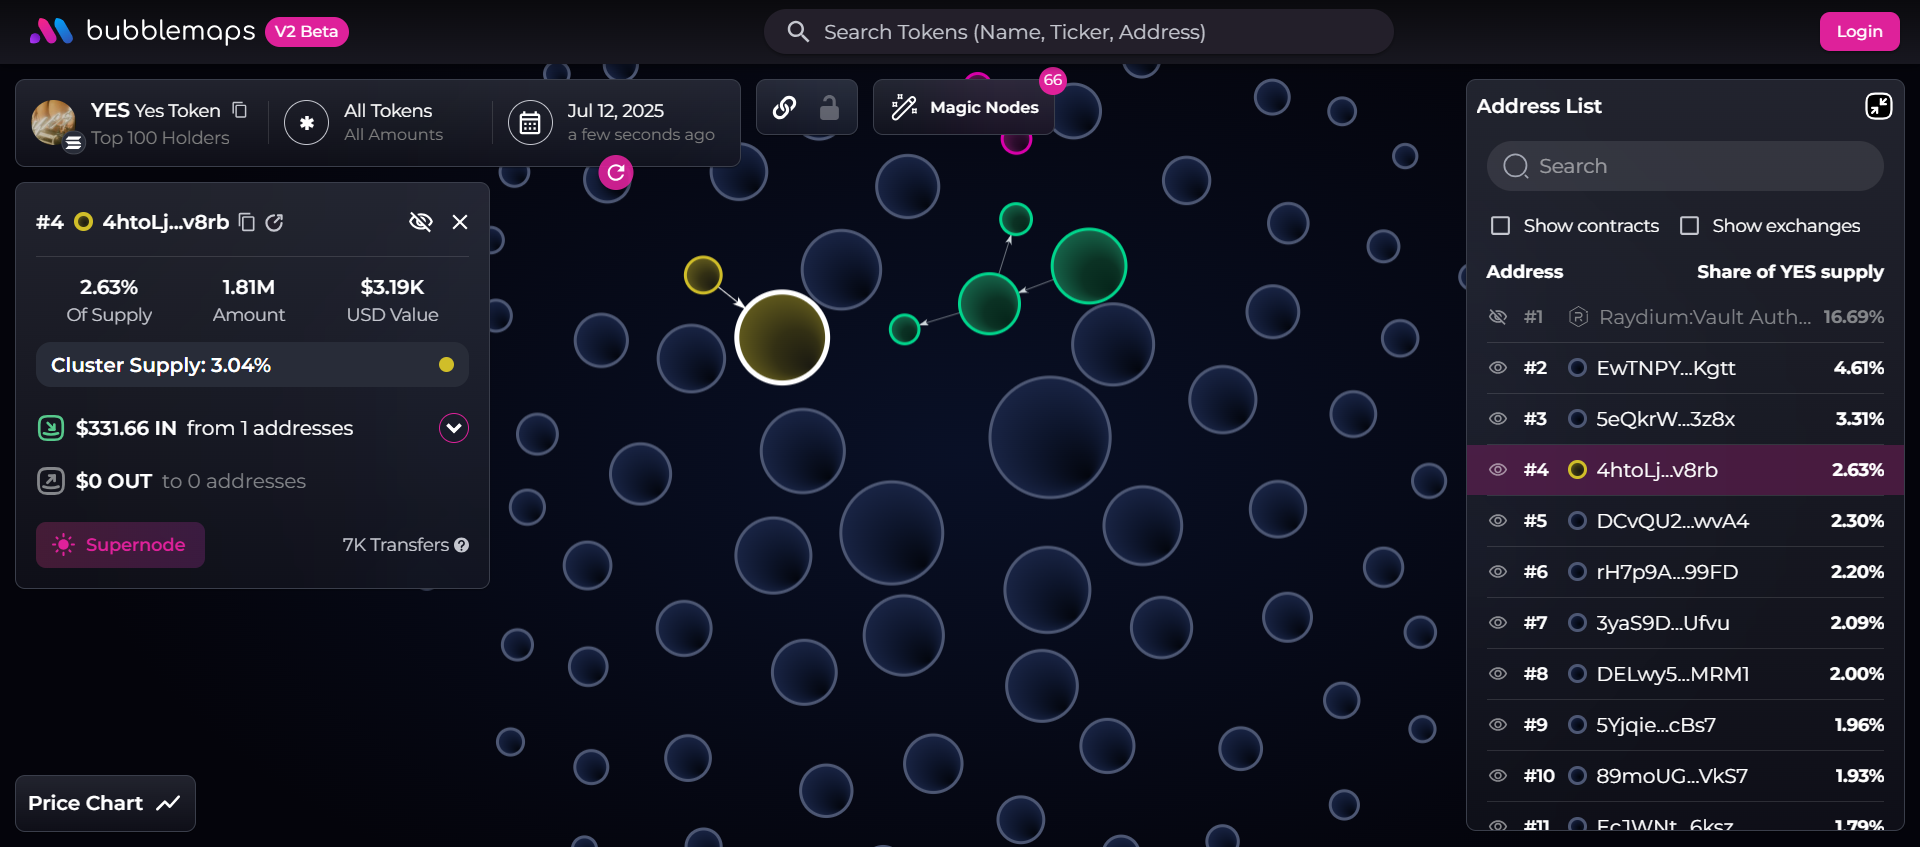 bubblemaps V2 Beta
Search Tokens (Name, Ticker, Address)
Login
YES Yes Token
Top 100 Holders
All Tokens
All Amounts
Jul 12, 2025
a few seconds ago
Magic Nodes
66
#4 4htoLj...v8rb
2.63%
Of Supply
1.81M
Amount
$3.19K
USD Value
Cluster Supply: 3.04%
$331.66 IN from 1 addresses
$0 OUT to 0 addresses
Supernode
7K Transfers
Price Chart
Address List
Search
Show contracts
Show exchanges
Address Share of YES supply
#1 Raydium:Vault Auth... 16.69%
#2 EwTNPY...Kgtt 4.61%
#3 5eQkrW...3z8x 3.31%
#4 4htoLj...v8rb 2.63%
#5 DCvQU2...wvA4 2.30%
#6 rH7p9A...99FD 2.20%
#7 3yaS9D...Ufvu 2.09%
#8 DELwy5...MRM1 2.00%
#9 5Yjqie...cBs7 1.96%
#10 89moUG...VkS7 1.93%
#11 1.79%